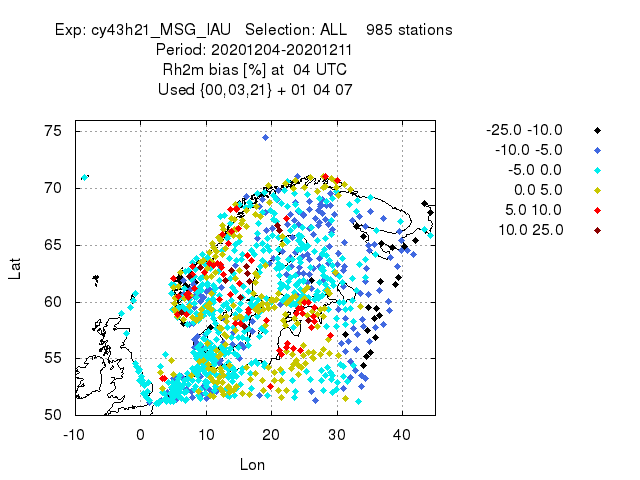 Exp: cy43h21_MSG_IAU   Selection: ALL    985 stations
Period: 20201204-20201211
Rh2m bias [%] at  04 UTC
Used {00,03,21} + 01 04 07
-25.0 -10.0
-10.0 -5.0
-5.0 0.0
0.0 5.0
5.0 10.0
10.0 25.0
75
70
65
60
55
50
Lat
-10 0 10 20 30 40
Lon